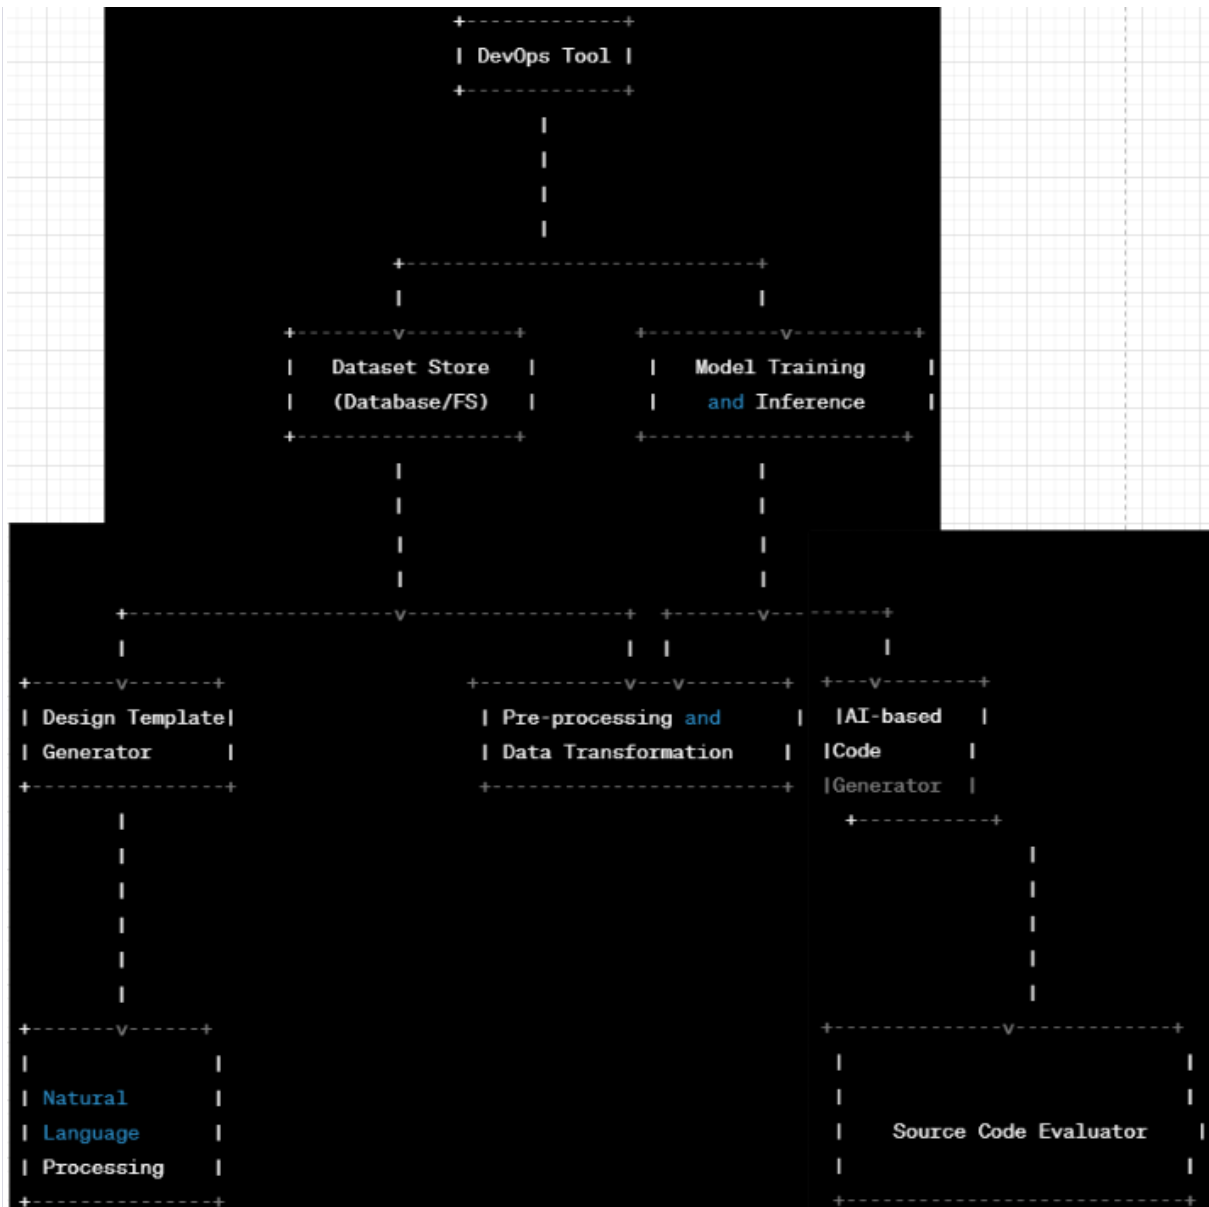 DevOps Tool
Dataset Store
(Database/FS)
Model Training
and Inference
Design Template
Generator
Pre-processing and
Data Transformation
AI-based
Code
Generator
Natural
Language
Processing
Source Code Evaluator